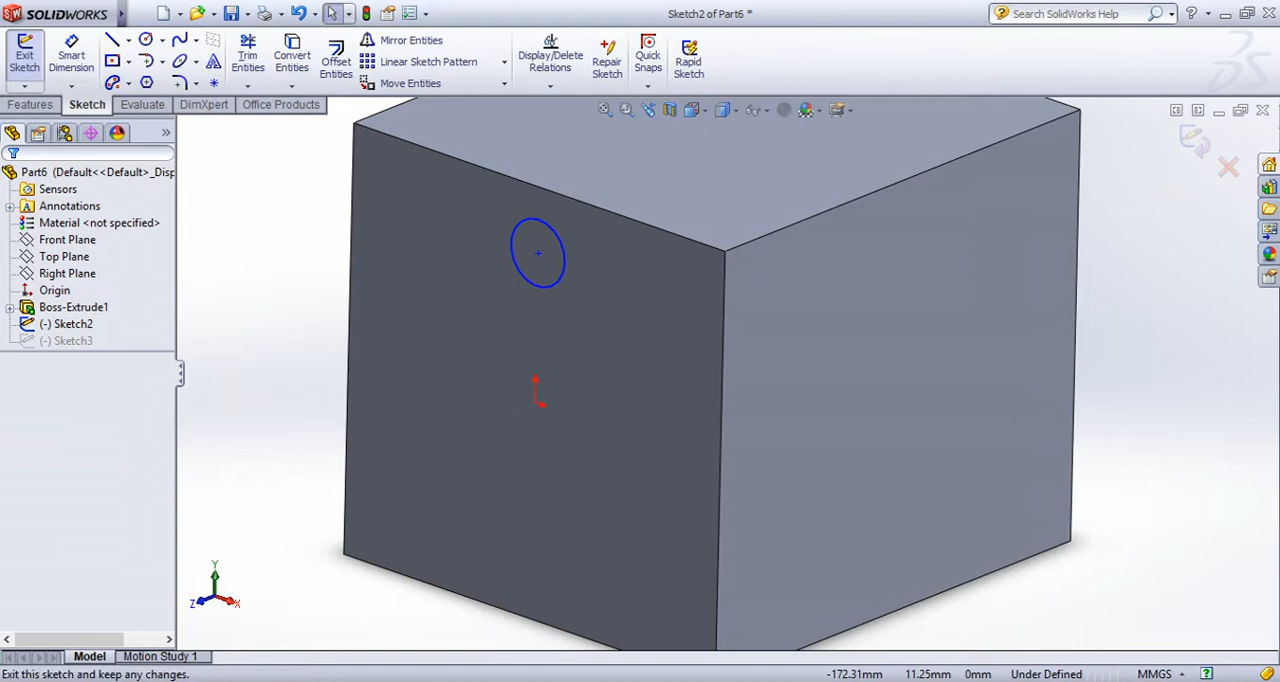 SOLIDWORKS
Sketch2 of Part6 *
Search SolidWorks Help
Exit Sketch
Smart Dimension
Trim Entities
Convert Entities
Offset Entities
Mirror Entities
Linear Sketch Pattern
Move Entities
Display/Delete Relations
Repair Sketch
Quick Snaps
Rapid Sketch
Features Sketch Evaluate DimXpert Office Products
Part6 (Default<<Default>_Disp
Sensors
Annotations
Material <not specified>
Front Plane
Top Plane
Right Plane
Origin
Boss-Extrude1
(-) Sketch2
(-) Sketch3
Y
Z X
Model Motion Study 1
Exit this sketch and keep any changes. -172.31mm 11.25mm 0mm Under Defined MMGS